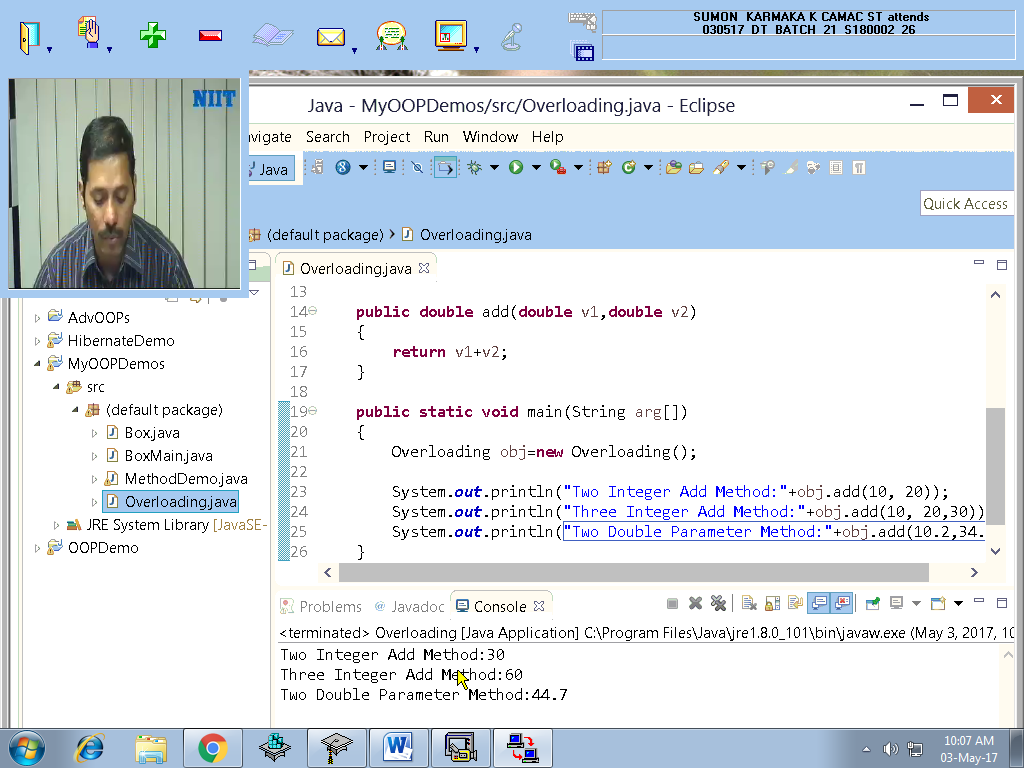 SUMON KARMAKA K CAMAC ST attends
030517 DT BATCH 21 S180002 26
NIIT
Java - MyOOPDemos/src/Overloading.java - Eclipse
Search Project Run Window Help
Java
Quick Access
(default package) Overloading.java
Overloading.java
AdvOOPs
HibernateDemo
MyOOPDemos
src
(default package)
Box.java
BoxMain.java
MethodDemo.java
Overloading.java
JRE System Library [JavaSE-
OOPDemo
13
14 public double add(double v1,double v2)
15 {
16 return v1+v2;
17 }
18
19 public static void main(String arg[])
20 {
21 Overloading obj=new Overloading();
22
23 System.out.println("Two Integer Add Method:"+obj.add(10, 20));
24 System.out.println("Three Integer Add Method:"+obj.add(10, 20,30))
25 System.out.println("Two Double Parameter Method:"+obj.add(10.2,34.
26 }
Problems @ Javadoc Console
<terminated> Overloading [Java Application] C:\Program Files\Java\jre1.8.0_101\bin\javaw.exe (May 3, 2017, 10
Two Integer Add Method:30
Three Integer Add Method:60
Two Double Parameter Method:44.7
10:07 AM
03-May-17